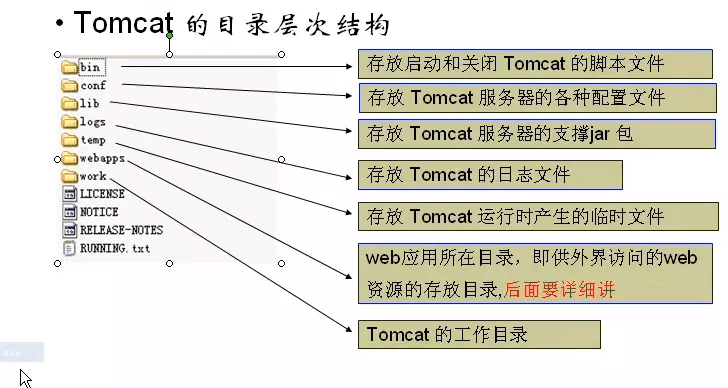 • Tomcat 的目录层次结构
bin
conf
lib
logs
temp
webapps
work
LICENSE
NOTICE
RELEASE-NOTES
RUNNING.txt
存放启动和关闭 Tomcat 的脚本文件
存放 Tomcat 服务器的各种配置文件
存放 Tomcat 服务器的支撑jar 包
存放 Tomcat 的日志文件
存放 Tomcat 运行时产生的临时文件
web应用所在目录，即供外界访问的web
资源的存放目录,后面要详细讲
Tomcat 的工作目录